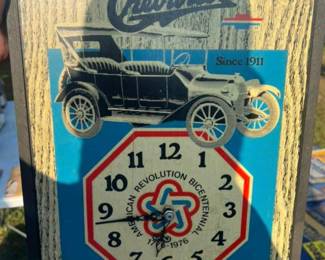 Chevrolet
Since 1911
12
11 1
10 2
AMERICAN REVOLUTION BICENTENNIAL
9 3
1776-1976
8 4
7 5
6